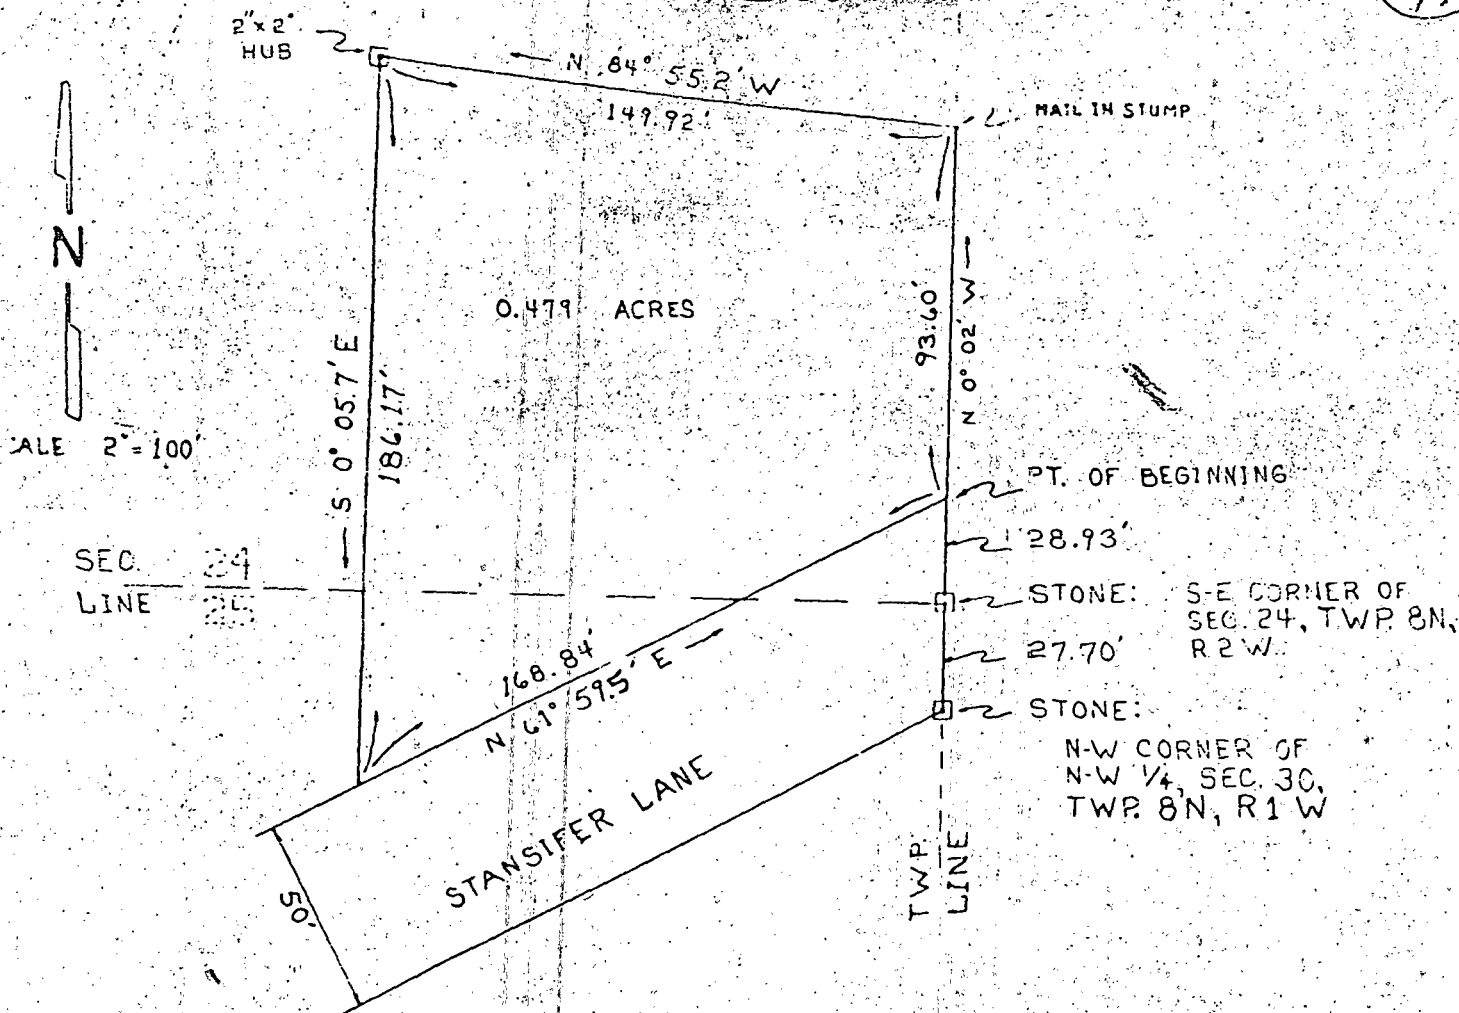 2"x2"
HUB
N 84° 55.2' W
149.92'
NAIL IN STUMP
N
0.479 ACRES
S 0° 05.7' E
186.17'
93.60'
N 0° 02' W
CALE 2" = 100'
PT. OF BEGINNING
28.93'
SEC. 24
LINE 25
STONE: S-E CORNER OF
SEC. 24, TWP. 8N,
R 2 W.
27.70'
168.84'
N 61° 59.5' E
STONE:
N-W CORNER OF
N-W 1/4, SEC. 30,
TWP. 8N, R 1 W
STANSIFER LANE
TWP.
LINE
50'